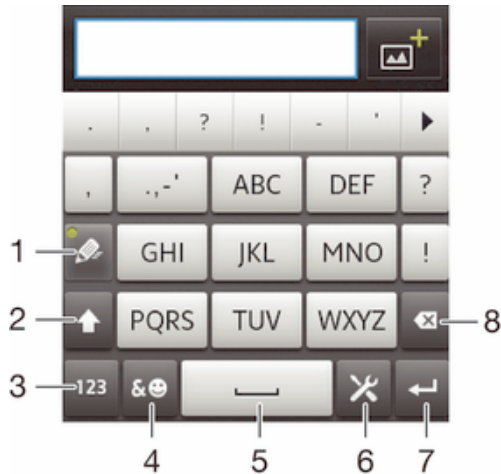 . , ? ! - '
, .,-' ABC DEF ?
1 GHI JKL MNO !
2 PQRS TUV WXYZ 8
3 123 &
4 5 6 7